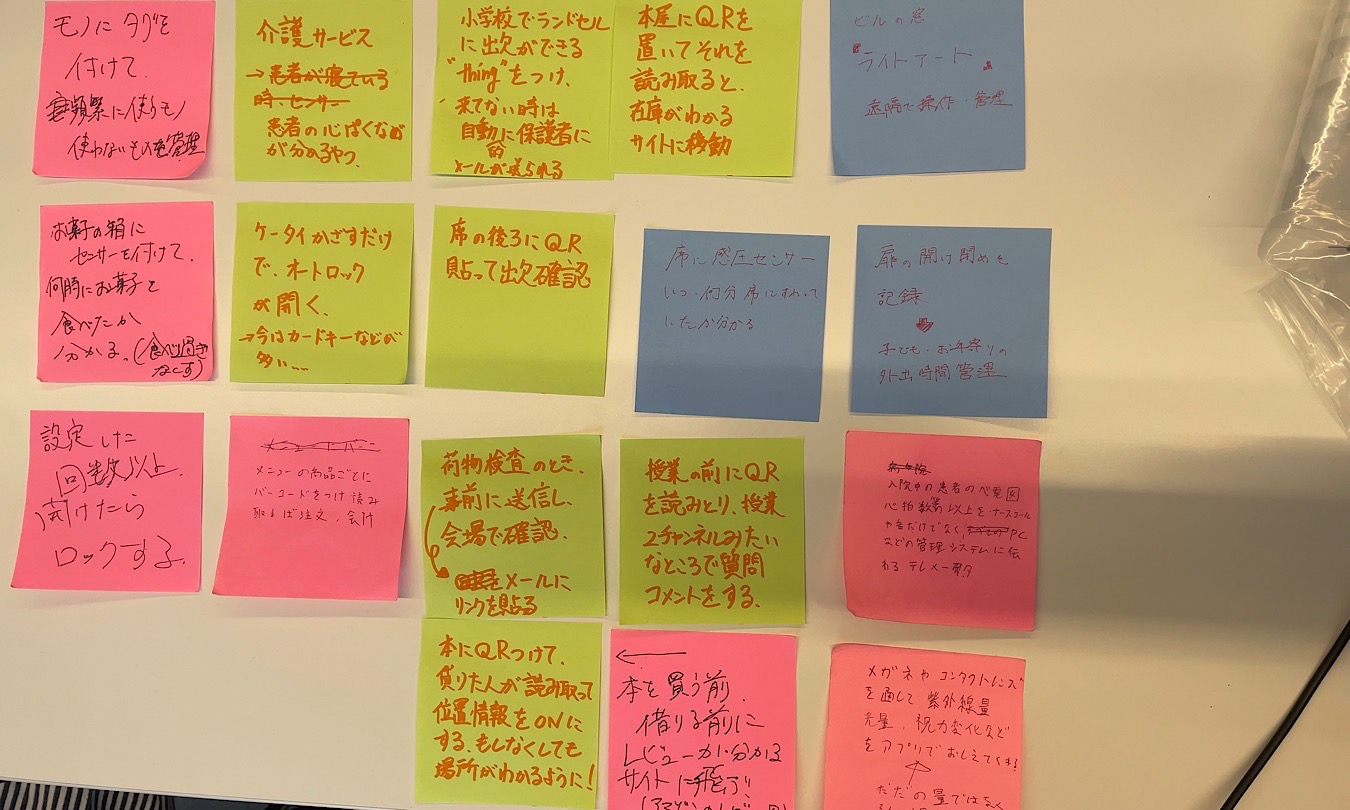 モノにタグを
付けて、
頻繁に使うモノ
使わないものを管理
介護サービス
→患者が寝ている
時、センサー
患者の心ぱくなど
が分かるやつ。
小学校でランドセル
に出欠ができる
"thing"をつけ、
来てない時は
自動的に保護者に
メールが送られる
本屋にQRを
置いてそれを
読み取ると、
在庫がわかる
サイトに移動
ビルの窓
ライトアート
遠隔で操作・管理
お菓子の箱に
センサーを付けて、
何時にお菓子を
食べたか
分かる。(食べ過ぎ
なくす)
ケータイかざすだけ
で、オートロック
が開く、
→今はカードキーなどが
多い...
席の後ろにQR
貼って出欠確認
席に感圧センサー
いつ・何分席にすわって
いたか分かる
扉の開け閉めを
記録
子ども・お年寄りの
外出時間管理
設定した
回数以上
開けたら
ロックする。
メニューの商品ごとに
バーコードをつけ読み
取れば注文、会計
荷物検査のとき、
事前に送信し、
会場で確認、
をメールに
リンクを貼る
授業の前にQR
を読みとり、授業
2チャンネルみたい
なところで質問
コメントをする、
入院中の患者の心電図
心拍数異以上を、ナースコール
や音だけでなく、PC
などの管理システムに伝
わる テレメータ
本にQRつけて、
貸りた人が読み取って
位置情報をONに
する、もしなくしても
場所がわかるように!
本を買う前、
借りる前に
レビューが分かる
サイトに飛ぶ!!
メガネやコンタクトレンズ
を通して紫外線量
光量、視力変化など
をアプリでおしえてくれ!
ただの量ではなく